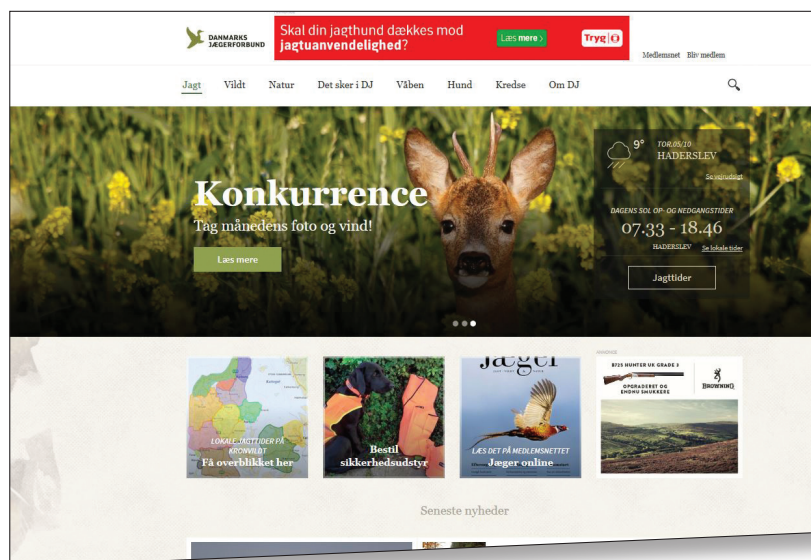 DANMARKS
JÆGERFORBUND
Skal din jagthund dækkes mod
jagtuanvendelighed?
Læs mere >
Tryg
Medlemsnet Bliv medlem
Jagt Vildt Natur Det sker i DJ Våben Hund Kredse Om DJ
9°
TOR.05/10
HADERSLEV
Se vejrudsigt
Konkurrence
Tag månedens foto og vind!
Læs mere
DAGENS SOL OP- OG NEDGANGSTIDER
07.33 - 18.46
HADERSLEV Se lokale tider
Jagttider
LOKALE JAGTTIDER PÅ
KRONVILDT
Få overblikket her
Bestil
sikkerhedsudstyr
Jæger
LÆS DET PÅ MEDLEMSNETTET
Jæger online
ANNONCE
B725 HUNTER UK GRADE 3
OPGRADERET OG
ENDNU SMUKKERE
BROWNING
Seneste nyheder